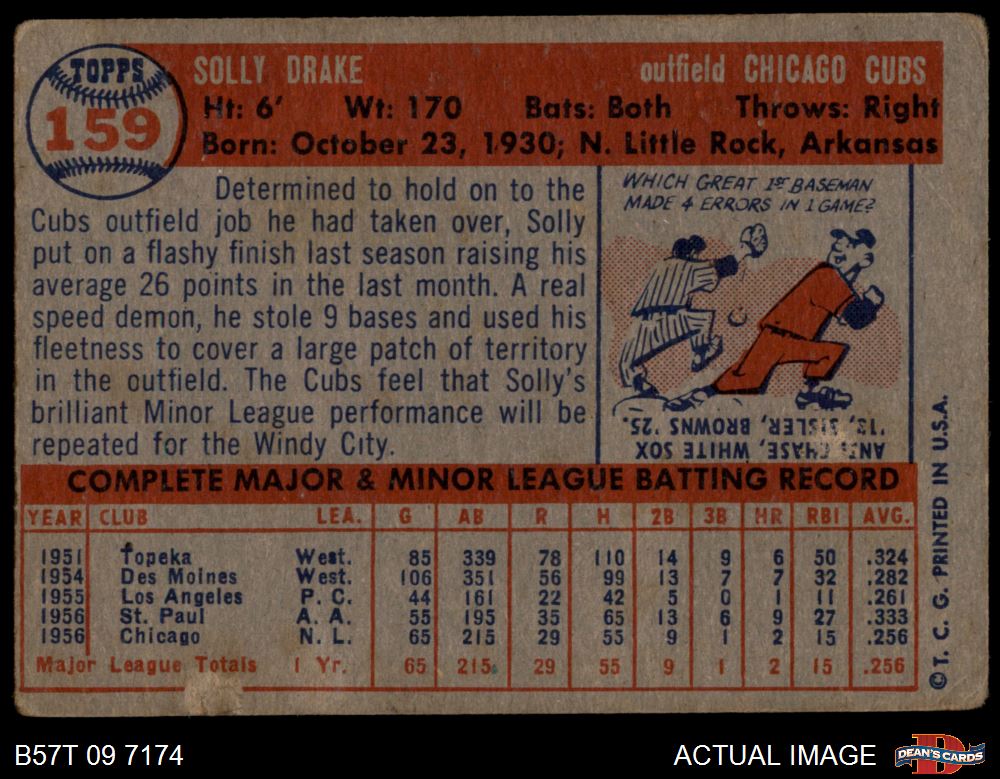 TOPPS
159
SOLLY DRAKE outfield CHICAGO CUBS
Ht: 6' Wt: 170 Bats: Both Throws: Right
Born: October 23, 1930; N. Little Rock, Arkansas
Determined to hold on to the
Cubs outfield job he had taken over, Solly
put on a flashy finish last season raising his
average 26 points in the last month. A real
speed demon, he stole 9 bases and used his
fleetness to cover a large patch of territory
in the outfield. The Cubs feel that Solly's
brilliant Minor League performance will be
repeated for the Windy City.
WHICH GREAT 1ST BASEMAN
MADE 4 ERRORS IN 1 GAME?
CHASE, WHITE SOX
'13, SISLER, BROWNS '25.
COMPLETE MAJOR & MINOR LEAGUE BATTING RECORD
YEAR CLUB LEA. G AB R H 2B 3B HR RBI AVG.
1951 Topeka West. 85 339 78 110 14 9 6 50 .324
1954 Des Moines West. 106 351 56 99 13 7 7 32 .282
1955 Los Angeles P. C. 44 161 22 42 5 0 1 11 .261
1956 St. Paul A. A. 55 195 35 65 13 6 9 27 .333
1956 Chicago N. L. 65 215 29 55 9 1 2 15 .256
Major League Totals 1 Yr. 65 215 29 55 9 1 2 15 .256
© T. C. G. PRINTED IN U.S.A.
B57T 09 7174 ACTUAL IMAGE
DEAN'S CARDS